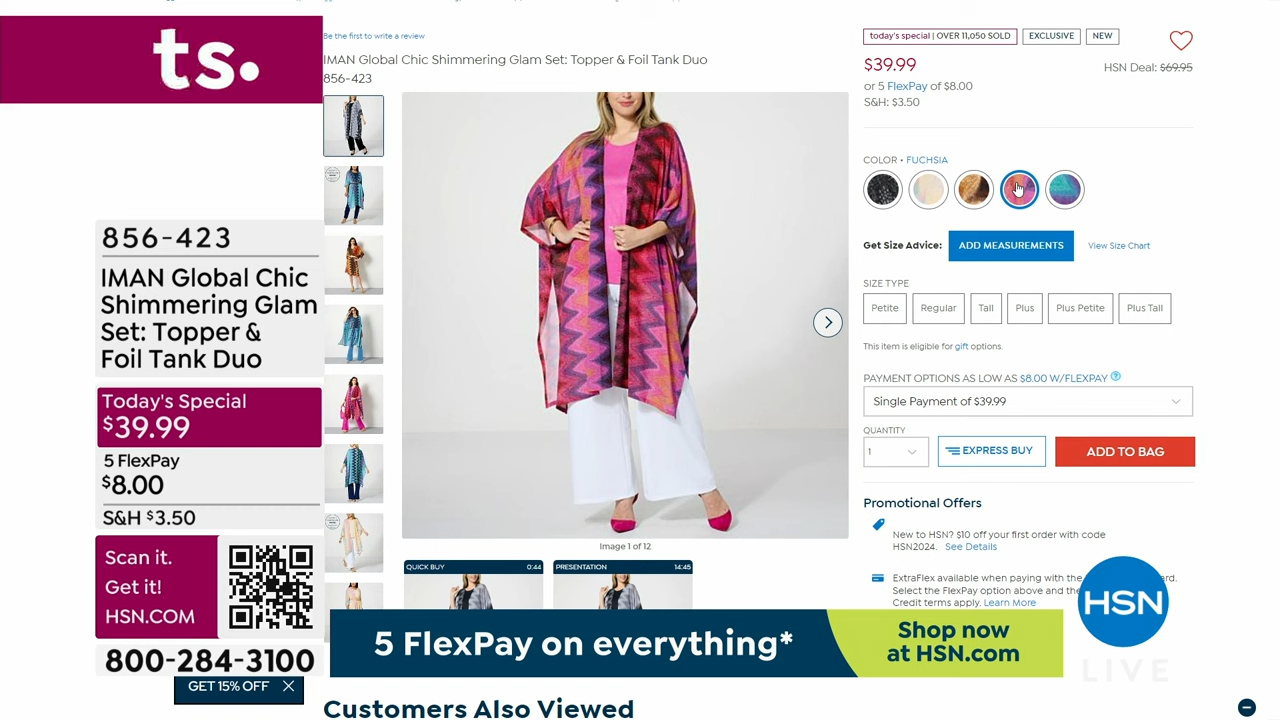 ts.
856-423
IMAN Global Chic
Shimmering Glam
Set: Topper &
Foil Tank Duo
Today's Special
$39.99
5 FlexPay
$8.00
S&H $3.50
Scan it.
Get it!
HSN.COM
800-284-3100
GET 15% OFF
Be the first to write a review
IMAN Global Chic Shimmering Glam Set: Topper & Foil Tank Duo
856-423
Image 1 of 12
QUICK BUY 0:44
PRESENTATION 14:45
today's special | OVER 11,050 SOLD
EXCLUSIVE
NEW
$39.99
HSN Deal: $69.95
or 5 FlexPay of $8.00
S&H: $3.50
COLOR • FUCHSIA
Get Size Advice:
ADD MEASUREMENTS
View Size Chart
SIZE TYPE
Petite
Regular
Tall
Plus
Plus Petite
Plus Tall
This item is eligible for gift options.
PAYMENT OPTIONS AS LOW AS $8.00 W/FLEXPAY
Single Payment of $39.99
QUANTITY
1
EXPRESS BUY
ADD TO BAG
Promotional Offers
New to HSN? $10 off your first order with code
HSN2024. See Details
ExtraFlex available when paying with the
Select the FlexPay option above and the
Credit terms apply. Learn More
5 FlexPay on everything*
Shop now
at HSN.com
HSN
LIVE
Customers Also Viewed